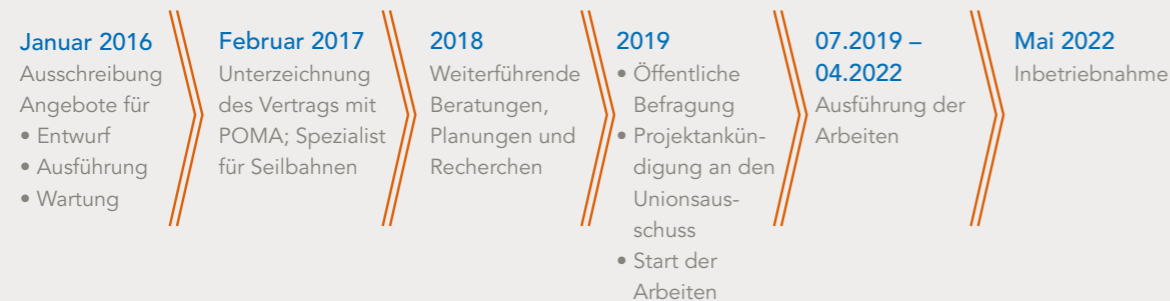 Januar 2016
Ausschreibung
Angebote für
• Entwurf
• Ausführung
• Wartung
Februar 2017
Unterzeichnung
des Vertrags mit
POMA; Spezialist
für Seilbahnen
2018
Weiterführende
Beratungen,
Planungen und
Recherchen
2019
• Öffentliche
Befragung
• Projektankün-
digung an den
Unionsaus-
schuss
• Start der
Arbeiten
07.2019 –
04.2022
Ausführung der
Arbeiten
Mai 2022
Inbetriebnahme